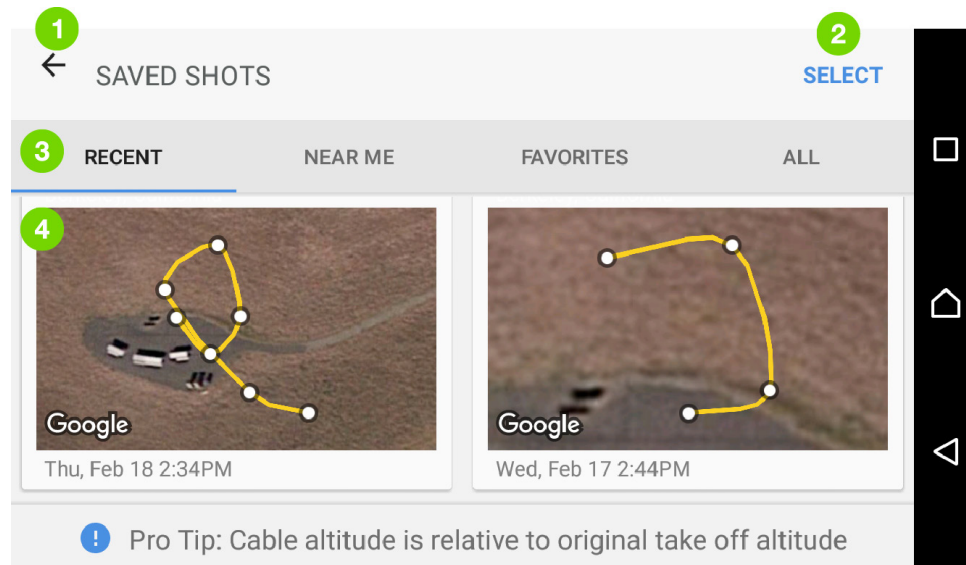 1
2
SAVED SHOTS
SELECT
3
RECENT
NEAR ME
FAVORITES
ALL
4
Google
Google
Thu, Feb 18 2:34PM
Wed, Feb 17 2:44PM
! Pro Tip: Cable altitude is relative to original take off altitude